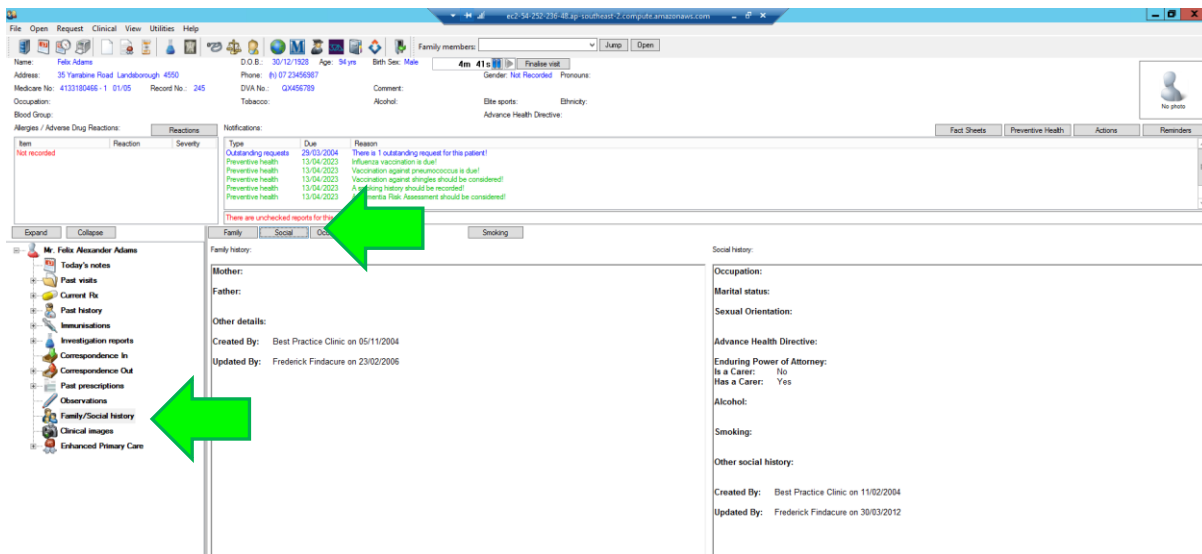 ec2-54-252-236-48.ap-southeast-2.compute.amazonaws.com
File Open Request Clinical View Utilities Help
Family members: Jump Open
Name: Felix Adams D.O.B.: 30/12/1928 Age: 94 yrs Birth Sex: Male 4m 41s Finalise visit
Address: 35 Yarrabine Road Landsborough 4550 Phone: (h) 07 23456987 Gender: Not Recorded Pronouns:
Medicare No: 4133180466 - 1 01/05 Record No.: 245 DVA No.: QX456789 Comment:
Occupation: Tobacco: Alcohol: Elite sports: Ethnicity:
Blood Group: Advance Health Directive:
No photo
Allergies / Adverse Drug Reactions: Reactions Notifications: Fact Sheets Preventive Health Actions Reminders
Item Reaction Severity Type Due Reason
Not recorded Outstanding requests 29/03/2004 There is 1 outstanding request for this patient!
Preventive health 13/04/2023 Influenza vaccination is due!
Preventive health 13/04/2023 Vaccination against pneumococcus is due!
Preventive health 13/04/2023 Vaccination against shingles should be considered!
Preventive health 13/04/2023 A smoking history should be recorded!
Preventive health 13/04/2023 Dementia Risk Assessment should be considered!
There are unchecked reports for this
Expand Collapse Family Social Smoking
Mr. Felix Alexander Adams
Today's notes
Past visits
Current Rx
Past history
Immunisations
Investigation reports
Correspondence In
Correspondence Out
Past prescriptions
Observations
Family/Social history
Clinical images
Enhanced Primary Care
Family history:
Mother:
Father:
Other details:
Created By: Best Practice Clinic on 05/11/2004
Updated By: Frederick Findacure on 23/02/2006
Social history:
Occupation:
Marital status:
Sexual Orientation:
Advance Health Directive:
Enduring Power of Attorney:
Is a Carer: No
Has a Carer: Yes
Alcohol:
Smoking:
Other social history:
Created By: Best Practice Clinic on 11/02/2004
Updated By: Frederick Findacure on 30/03/2012